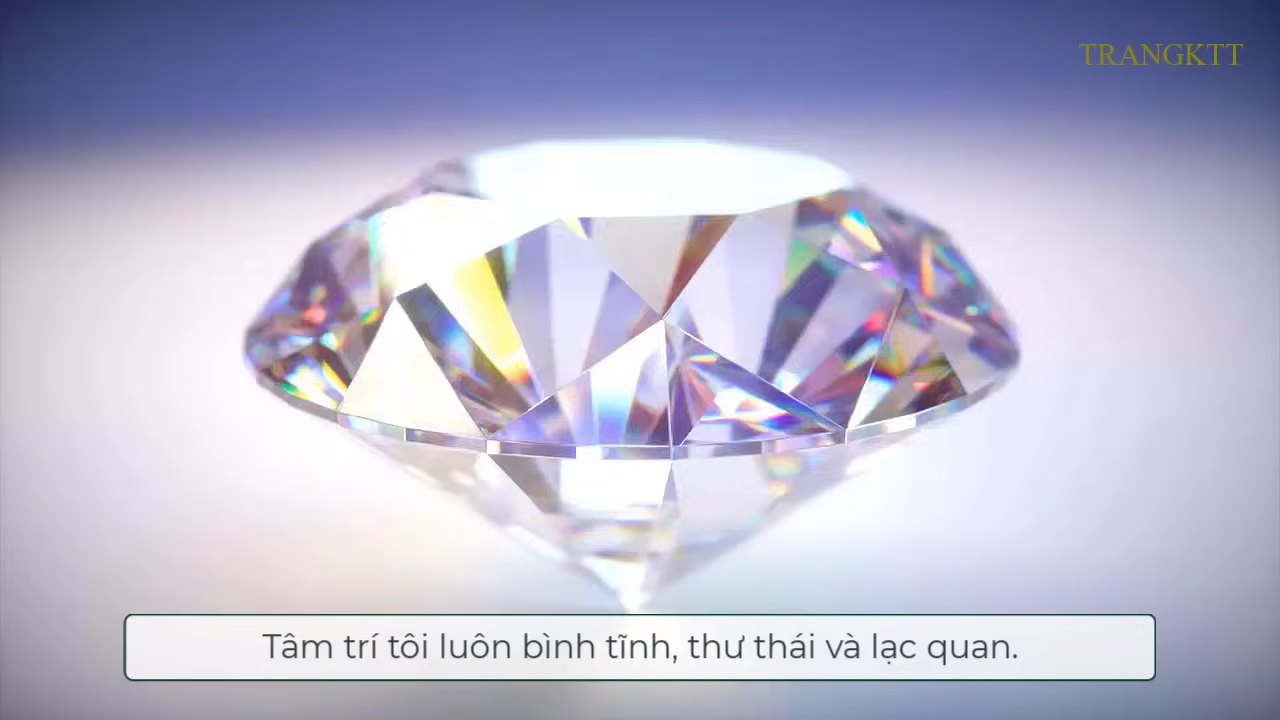 TRANGKTT
Tâm trí tôi luôn bình tĩnh, thư thái và lạc quan.